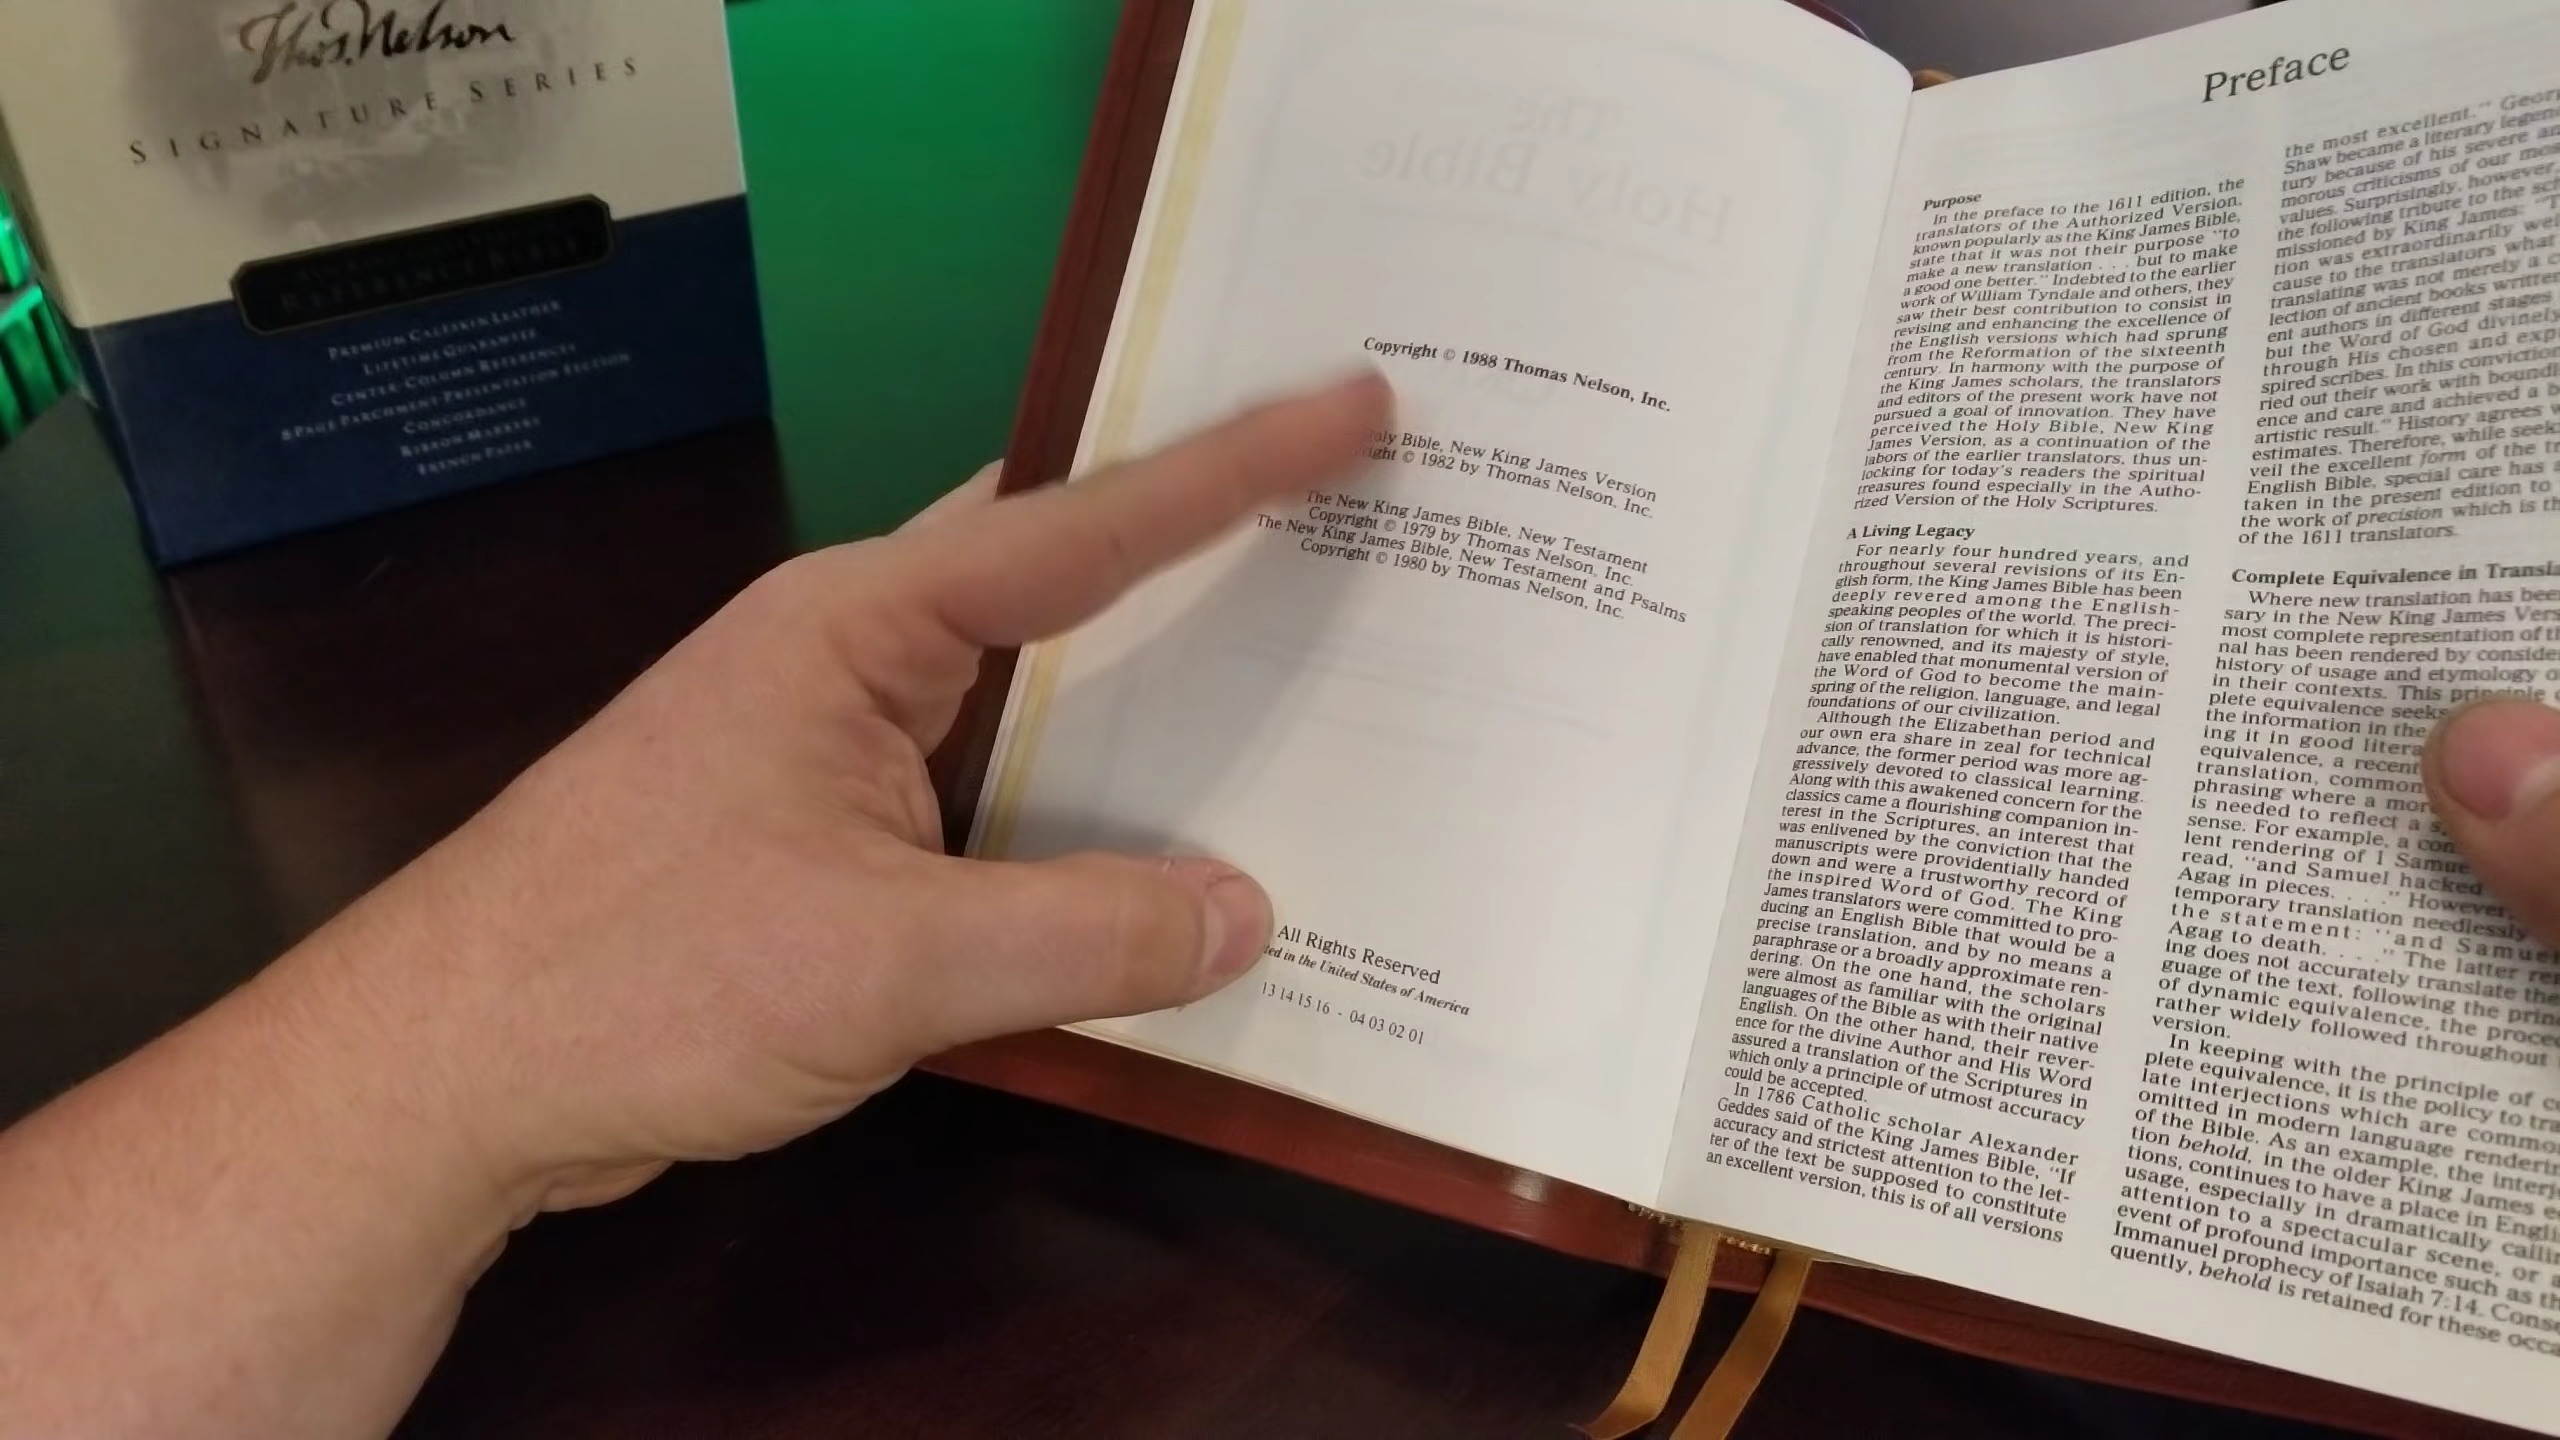 Thos. Nelson
SIGNATURE SERIES
REFERENCE BIBLE
PREMIUM CALFSKIN LEATHER
LIFETIME GUARANTEE
CENTER-COLUMN REFERENCES
8 PAGE PARCHMENT PRESENTATION SECTION
CONCORDANCE
RIBBON MARKERS
FRENCH PAPER
The
Holy Bible
Copyright © 1988 Thomas Nelson, Inc.
Holy Bible, New King James Version
© 1982 by Thomas Nelson, Inc.
The New King James Bible, New Testament
Copyright © 1979 by Thomas Nelson, Inc.
The New King James Bible, New Testament and Psalms
Copyright © 1980 by Thomas Nelson, Inc.
All Rights Reserved
in the United States of America
13 14 15 16 - 04 03 02 01
Preface
Purpose
In the preface to the 1611 edition, the
translators of the Authorized Version,
known popularly as the King James Bible,
state that it was not their purpose "to
make a new translation . . . but to make
a good one better." Indebted to the earlier
work of William Tyndale and others, they
saw their best contribution to consist in
revising and enhancing the excellence of
the English versions which had sprung
from the Reformation of the sixteenth
century. In harmony with the purpose of
the King James scholars, the translators
and editors of the present work have not
pursued a goal of innovation. They have
perceived the Holy Bible, New King
James Version, as a continuation of the
labors of the earlier translators, thus un-
locking for today's readers the spiritual
treasures found especially in the Autho-
rized Version of the Holy Scriptures.
A Living Legacy
For nearly four hundred years, and
throughout several revisions of its En-
glish form, the King James Bible has been
deeply revered among the English-
speaking peoples of the world. The preci-
sion of translation for which it is histori-
cally renowned, and its majesty of style,
have enabled that monumental version of
the Word of God to become the main-
spring of the religion, language, and legal
foundations of our civilization.
Although the Elizabethan period and
our own era share in zeal for technical
advance, the former period was more ag-
gressively devoted to classical learning.
Along with this awakened concern for the
classics came a flourishing companion in-
terest in the Scriptures, an interest that
was enlivened by the conviction that the
manuscripts were providentially handed
down and were a trustworthy record of
the inspired Word of God. The King
James translators were committed to pro-
ducing an English Bible that would be a
precise translation, and by no means a
paraphrase or a broadly approximate ren-
dering. On the one hand, the scholars
were almost as familiar with the original
languages of the Bible as with their native
English. On the other hand, their rever-
ence for the divine Author and His Word
assured a translation of the Scriptures in
which only a principle of utmost accuracy
could be accepted.
In 1786 Catholic scholar Alexander
Geddes said of the King James Bible, "If
accuracy and strictest attention to the let-
ter of the text be supposed to constitute
an excellent version, this is of all versions
the most excellent."
Shaw became a literary
tury because of his severe
morous criticisms of our
values. Surprisingly, however,
the following tribute to the
missioned by King James:
tion was extraordinarily
cause to the translators what
translating was not merely a
lection of ancient books written
ent authors in different stages
but the Word of God divinely
through His chosen and
spired scribes. In this conviction
ried out their work with
ence and care and achieved a
artistic result." History agrees
estimates. Therefore, while
veil the excellent form of the
English Bible, special care has
taken in the present edition to
the work of precision which is
of the 1611 translators.
Complete Equivalence in
Where new translation has
sary in the New King James
most complete representation of
nal has been rendered by
history of usage and etymology
in their contexts. This principle
plete equivalence seeks
the information in the
ing it in good
equivalence, a recent
translation,
phrasing where a
is needed to reflect a
sense. For example, a
lent rendering of I
read, "and Samuel hacked
Agag in pieces. . . ." However,
temporary translation needlessly
the statement: "and Samuel
Agag to death. . . ." The latter
ing does not accurately translate the
guage of the text, following the
of dynamic equivalence, the
rather widely followed throughout
version.
In keeping with the principle of
plete equivalence, it is the policy to
late interjections which are
omitted in modern language
of the Bible. As an example, the
tion behold, in the older King James
tions, continues to have a place in
usage, especially in dramatically
attention to a spectacular scene, or
event of profound importance such as
Immanuel prophecy of Isaiah 7:14.
quently, behold is retained for these